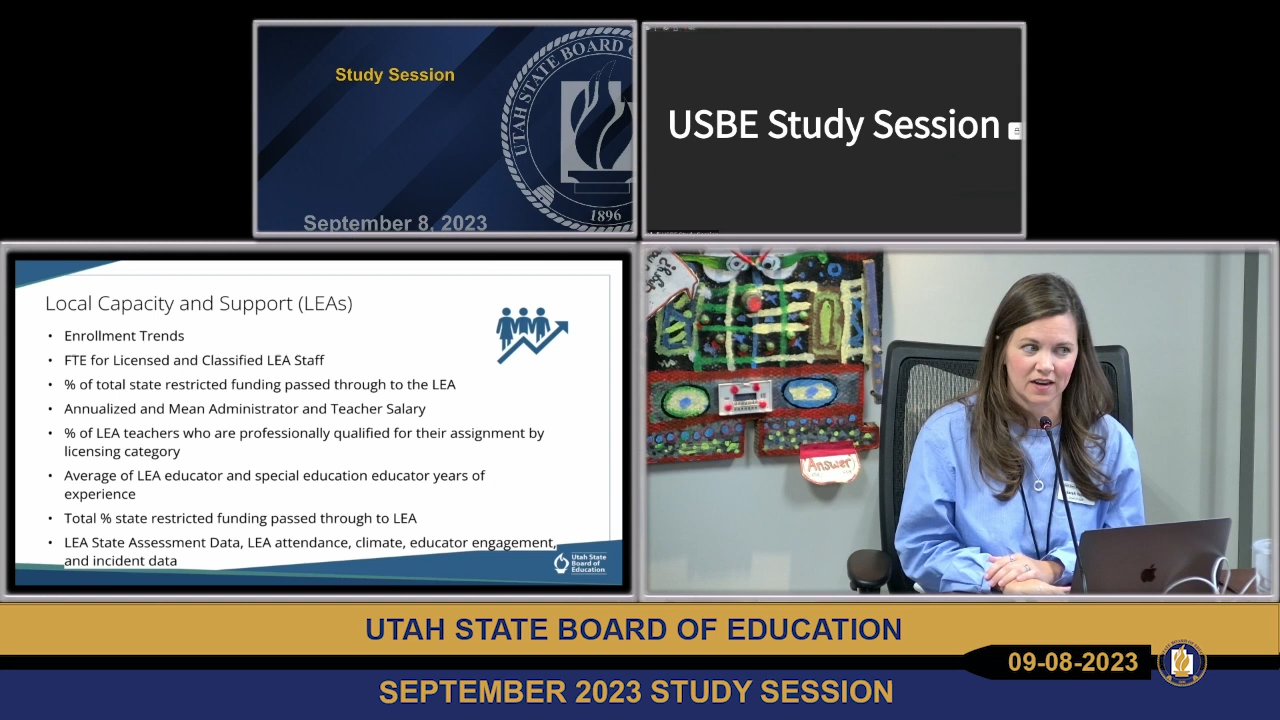 Study Session
UTAH STATE BOARD O
1896
September 8, 2023
USBE Study Session
Local Capacity and Support (LEAs)
• Enrollment Trends
• FTE for Licensed and Classified LEA Staff
• % of total state restricted funding passed through to the LEA
• Annualized and Mean Administrator and Teacher Salary
• % of LEA teachers who are professionally qualified for their assignment by
licensing category
• Average of LEA educator and special education educator years of
experience
• Total % state restricted funding passed through to LEA
• LEA State Assessment Data, LEA attendance, climate, educator engagement,
and incident data
Utah State
Board of
Education
Answer
UTAH STATE BOARD OF EDUCATION
09-08-2023
SEPTEMBER 2023 STUDY SESSION